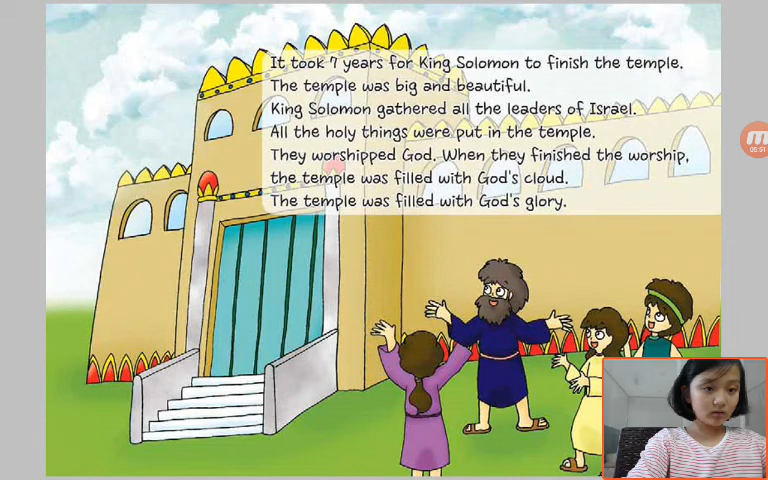 It took 7 years for King Solomon to finish the temple.
The temple was big and beautiful.
King Solomon gathered all the leaders of Israel.
All the holy things were put in the temple.
They worshipped God. When they finished the worship,
the temple was filled with God's cloud.
The temple was filled with God's glory.
05:51